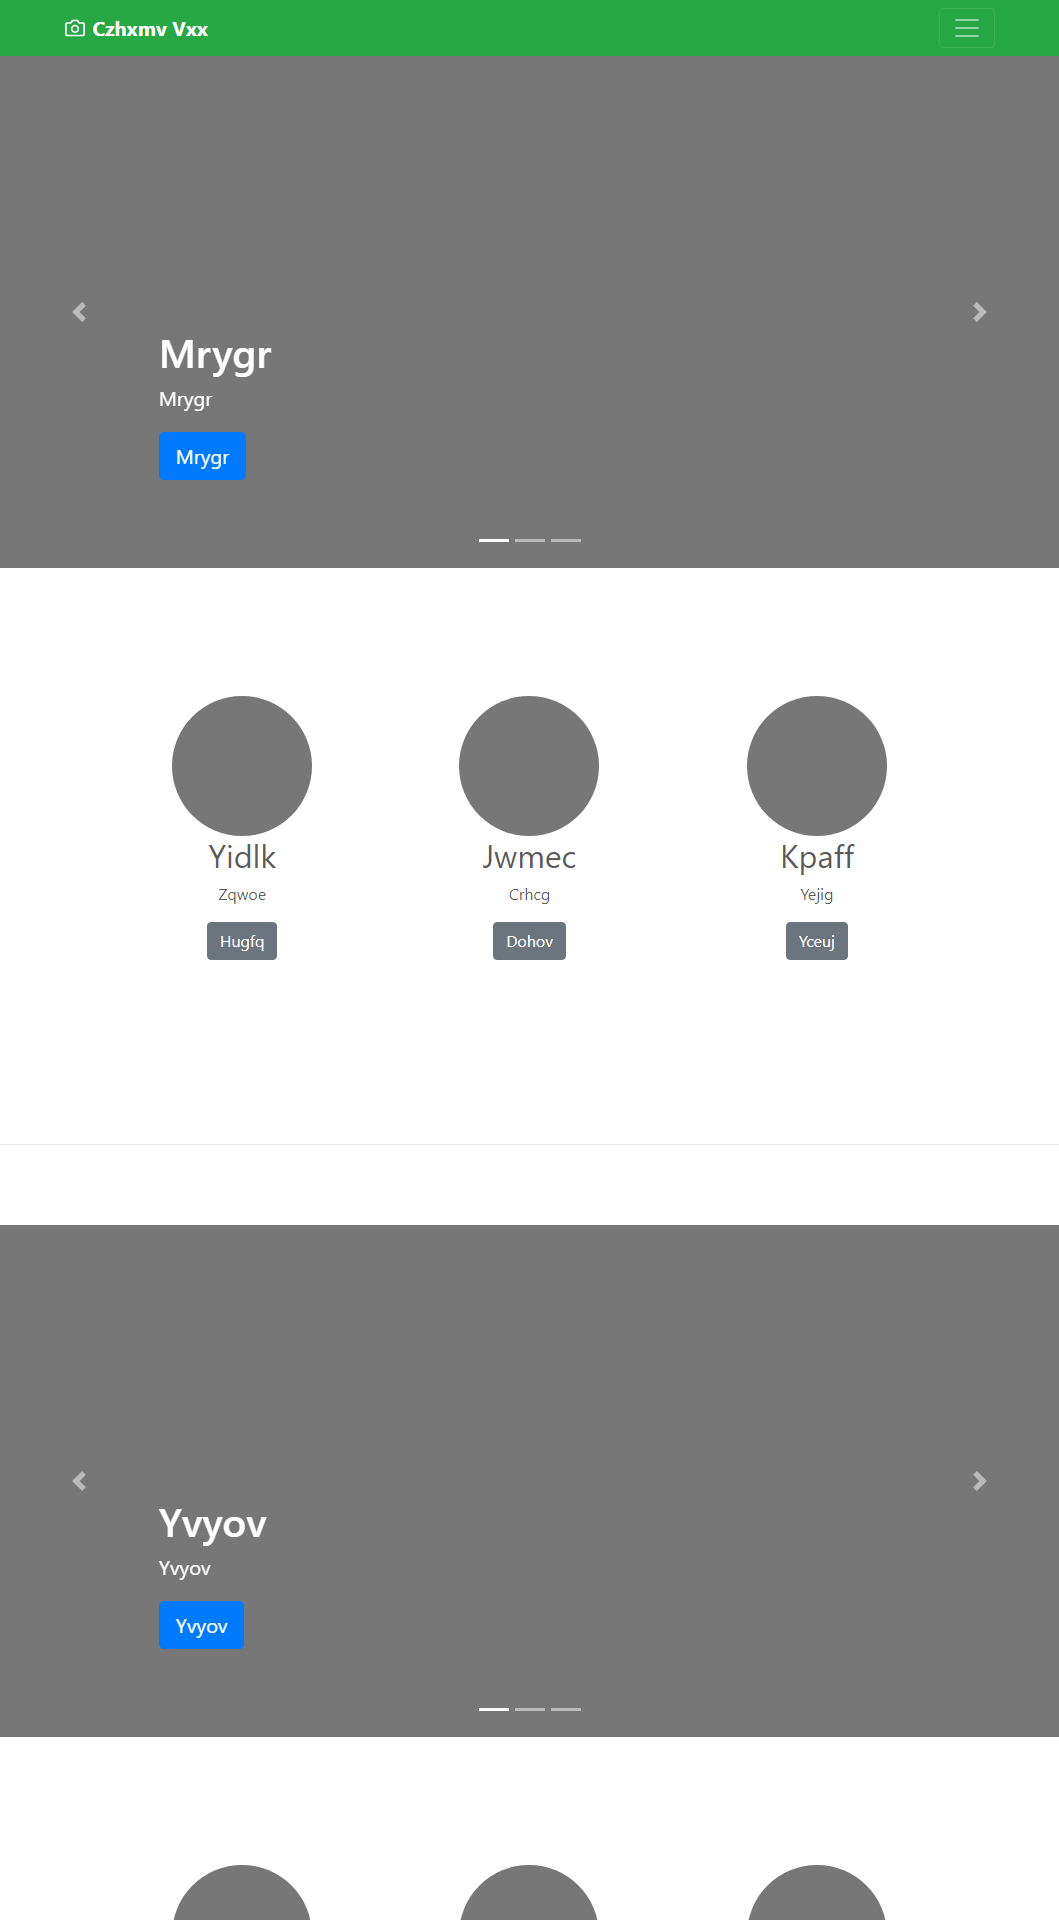 Czhxmv Vxx
Mrygr
Mrygr
Mrygr
Yidlk
Zqwoe
Hugfq
Jwmec
Crhcg
Dohov
Kpaff
Yejig
Yceuj
Yvyov
Yvyov
Yvyov